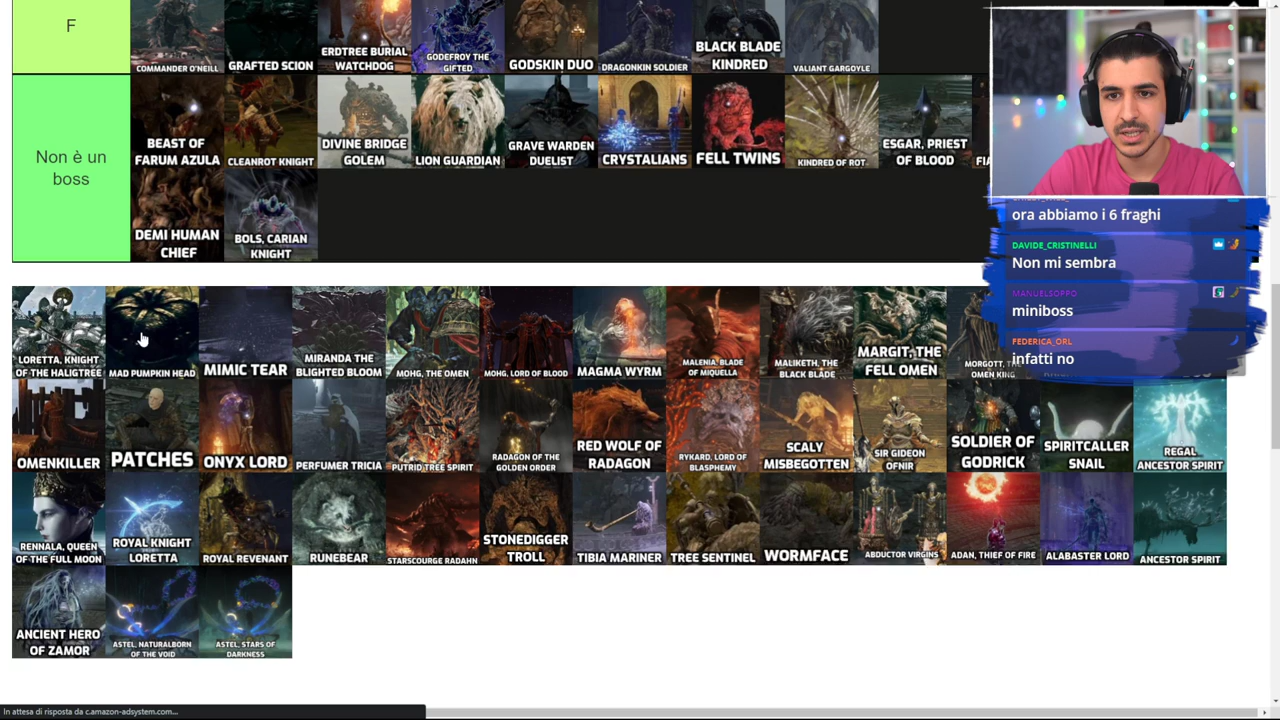 F
COMMANDER O'NEILL
GRAFTED SCION
ERDTREE BURIAL
WATCHDOG
GODEFROY THE
GIFTED
GODSKIN DUO
DRAGONKIN SOLDIER
BLACK BLADE
KINDRED
VALIANT GARGOYLE
Non è un
boss
BEAST OF
FARUM AZULA
CLEANROT KNIGHT
DIVINE BRIDGE
GOLEM
LION GUARDIAN
GRAVE WARDEN
DUELIST
CRYSTALIANS
FELL TWINS
KINDRED OF ROT
ESGAR, PRIEST
OF BLOOD
DEMI HUMAN
CHIEF
BOLS, CARIAN
KNIGHT
ora abbiamo i 6 fraghi
DAVIDE_CRISTINELLI
Non mi sembra
MANUELSOPPO
miniboss
FEDERICA_ORL
infatti no
LORETTA, KNIGHT
OF THE HALIGTREE
MAD PUMPKIN HEAD
MIMIC TEAR
MIRANDA THE
BLIGHTED BLOOM
MOHG, THE OMEN
MOHG, LORD OF BLOOD
MAGMA WYRM
MALENIA, BLADE
OF MIQUELLA
MALIKETH, THE
BLACK BLADE
MARGIT, THE
FELL OMEN
MORGOTT, THE
OMEN KING
OMENKILLER
PATCHES
ONYX LORD
PERFUMER TRICIA
PUTRID TREE SPIRIT
RADAGON OF THE
GOLDEN ORDER
RED WOLF OF
RADAGON
RYKARD, LORD OF
BLASPHEMY
SCALY
MISBEGOTTEN
SIR GIDEON
OFNIR
SOLDIER OF
GODRICK
SPIRITCALLER
SNAIL
REGAL
ANCESTOR SPIRIT
RENNALA, QUEEN
OF THE FULL MOON
ROYAL KNIGHT
LORETTA
ROYAL REVENANT
RUNEBEAR
STARSCOURGE RADAHN
STONEDIGGER
TROLL
TIBIA MARINER
TREE SENTINEL
WORMFACE
ABDUCTOR VIRGINS
ADAN, THIEF OF FIRE
ALABASTER LORD
ANCESTOR SPIRIT
ANCIENT HERO
OF ZAMOR
ASTEL, NATURALBORN
OF THE VOID
ASTEL, STARS OF
DARKNESS
In attesa di risposta da c.amazon-adsystem.com...